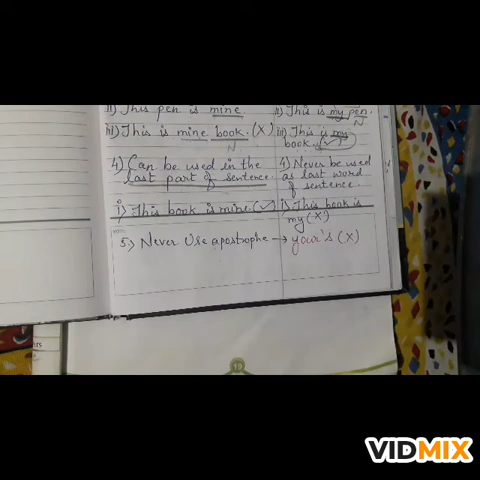 ii) This pen is mine
ii) This is my pen.
N
iii) This is mine book. (X)
N
iii) This is my
book. (✓)
4) Can be used in the
last part of sentence.
4) Never be used
as last word
of sentence.
i) This book is mine. (✓)
i) This book is
my (X)
5.) Never Use apostrophe → your's (X)
19
VIDMIX